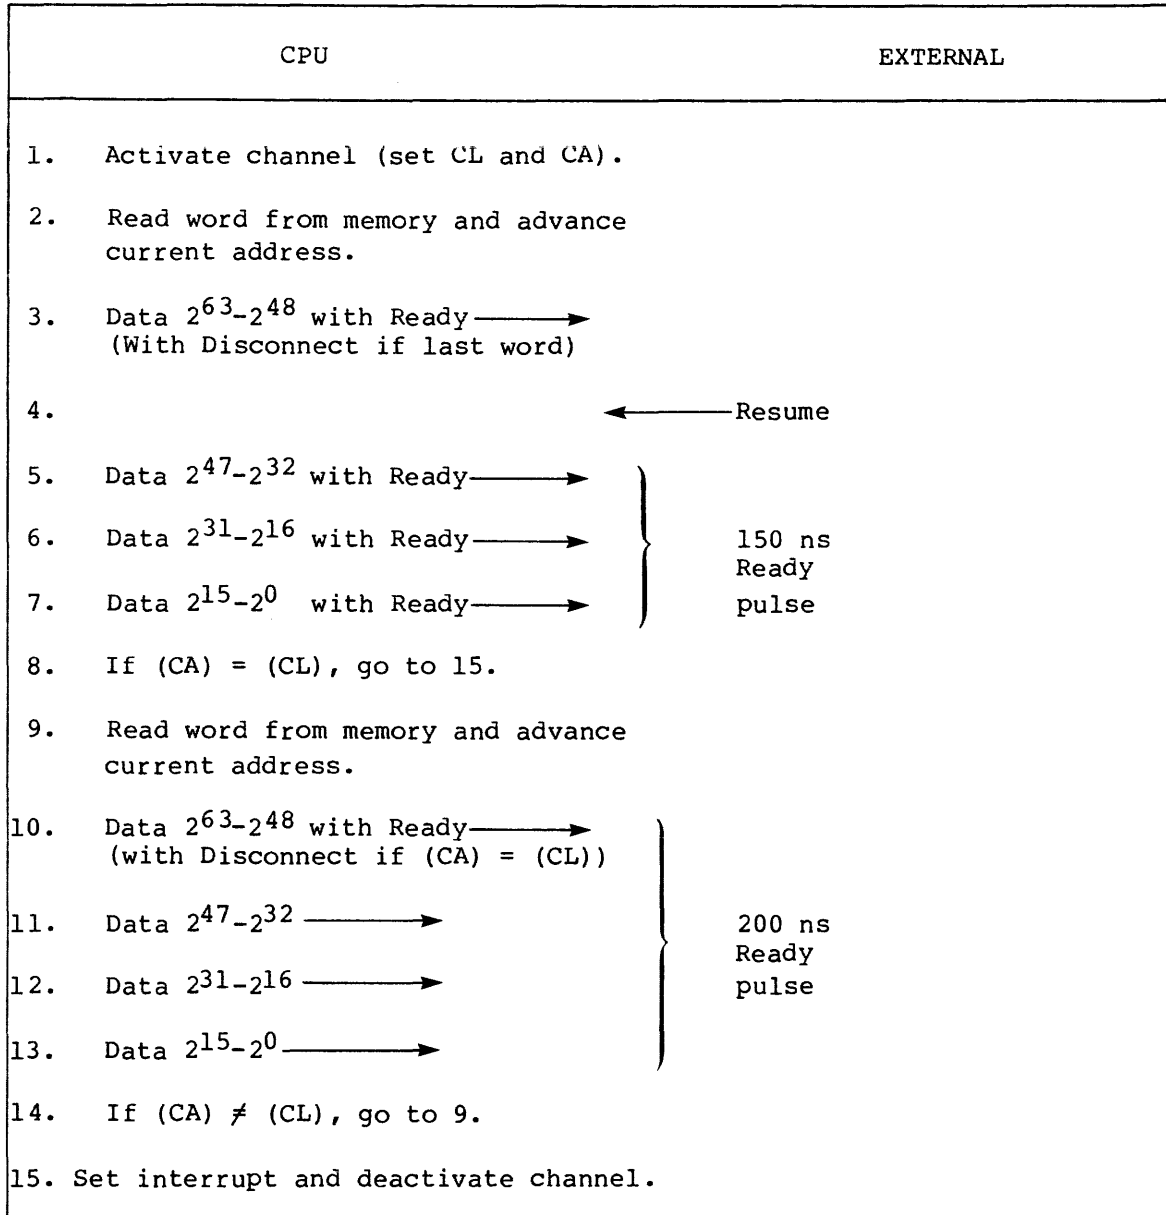 CPU EXTERNAL
1. Activate channel (set CL and CA).
2. Read word from memory and advance
current address.
3. Data 2^63-2^48 with Ready
(With Disconnect if last word)
4. Resume
5. Data 2^47-2^32 with Ready
6. Data 2^31-2^16 with Ready 150 ns
Ready
7. Data 2^15-2^0 with Ready pulse
8. If (CA) = (CL), go to 15.
9. Read word from memory and advance
current address.
10. Data 2^63-2^48 with Ready
(with Disconnect if (CA) = (CL))
11. Data 2^47-2^32 200 ns
Ready
12. Data 2^31-2^16 pulse
13. Data 2^15-2^0
14. If (CA) ≠ (CL), go to 9.
15. Set interrupt and deactivate channel.